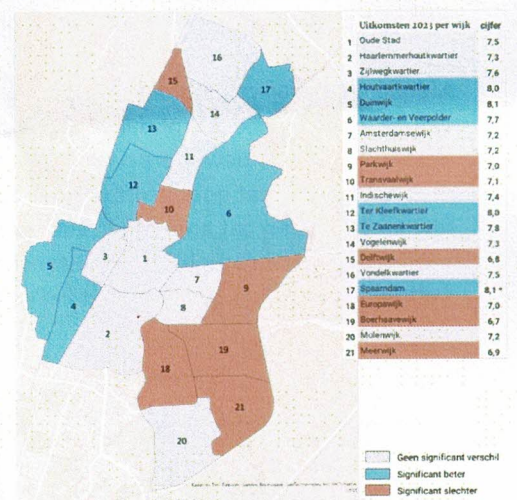 Uitkomsten 2023 per wijk cijfer
1 Oude Stad 7,5
2 Haarlemmerhoutkwartier 7,3
3 Zijlwegkwartier 7,6
4 Houtvaartkwartier 8,0
5 Duinwijk 8,1
6 Waarder- en Veerpolder 7,7
7 Amsterdamsewijk 7,2
8 Slachthuiswijk 7,2
9 Parkwijk 7,0
10 Transvaalwijk 7,1
11 Indischewijk 7,4
12 Ter Kleefkwartier 8,0
13 Te Zaanenkwartier 7,8
14 Vogelenwijk 7,3
15 Delftwijk 6,8
16 Vondelkwartier 7,5
17 Spaarndam 8,1 *
18 Europawijk 7,0
19 Boerhaavewijk 6,7
20 Molenwijk 7,2
21 Meerwijk 6,9
16
15
17
14
13
11
12
10
6
5
3
1
4
7
9
8
2
18
19
21
20
Geen significant verschil
Significant beter
Significant slechter